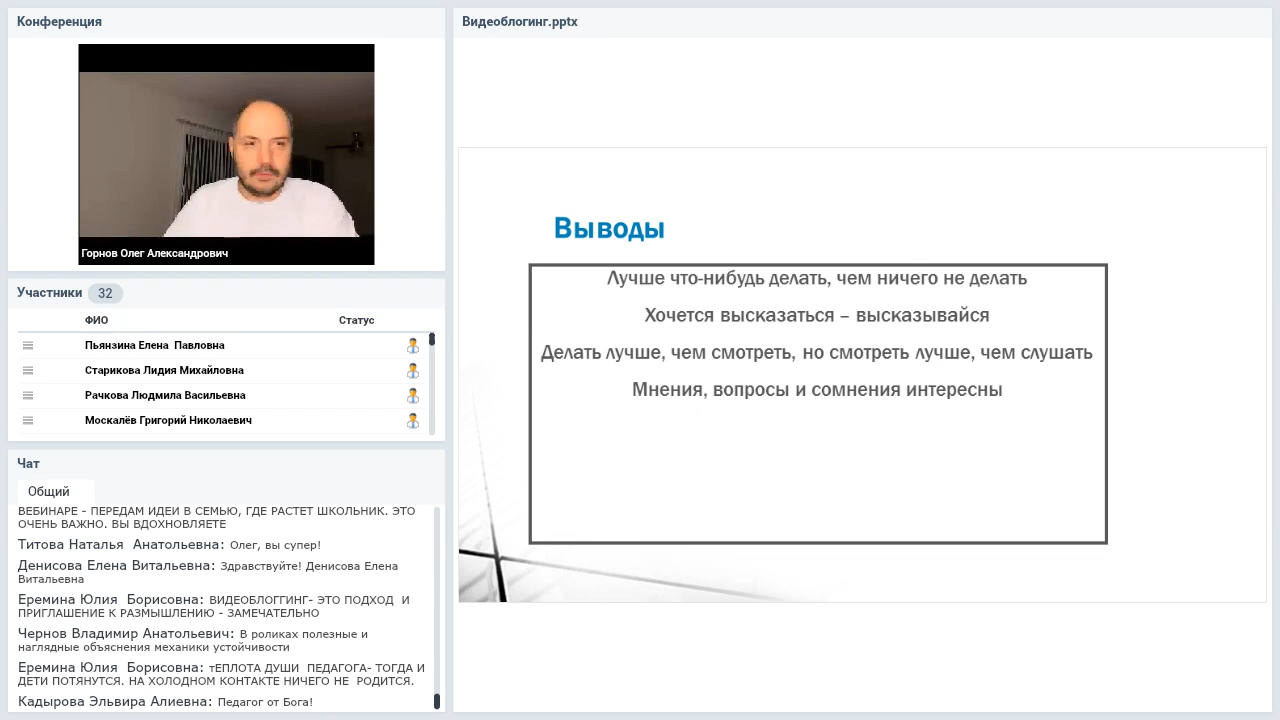 Конференция
Горнов Олег Александрович
Участники 32
ФИО Статус
Пьянзина Елена  Павловна
Старикова Лидия Михайловна
Рачкова Людмила Васильевна
Москалёв Григорий Николаевич
Чат
Общий
ВЕБИНАРЕ - ПЕРЕДАМ ИДЕИ В СЕМЬЮ, ГДЕ РАСТЕТ ШКОЛЬНИК. ЭТО
ОЧЕНЬ ВАЖНО. ВЫ ВДОХНОВЛЯЕТЕ
Титова Наталья  Анатольевна: Олег, вы супер!
Денисова Елена Витальевна: Здравствуйте! Денисова Елена
Витальевна
Еремина Юлия  Борисовна: ВИДЕОБЛОГГИНГ- ЭТО ПОДХОД  И
ПРИГЛАШЕНИЕ К РАЗМЫШЛЕНИЮ - ЗАМЕЧАТЕЛЬНО
Чернов Владимир Анатольевич: В роликах полезные и
наглядные объяснения механики устойчивости
Еремина Юлия  Борисовна: тЕПЛОТА ДУШИ  ПЕДАГОГА- ТОГДА И
ДЕТИ ПОТЯНУТСЯ. НА ХОЛОДНОМ КОНТАКТЕ НИЧЕГО НЕ  РОДИТСЯ.
Кадырова Эльвира Алиевна: Педагог от Бога!
Видеоблогинг.pptx
Выводы
Лучше что-нибудь делать, чем ничего не делать
Хочется высказаться – высказывайся
Делать лучше, чем смотреть, но смотреть лучше, чем слушать
Мнения, вопросы и сомнения интересны